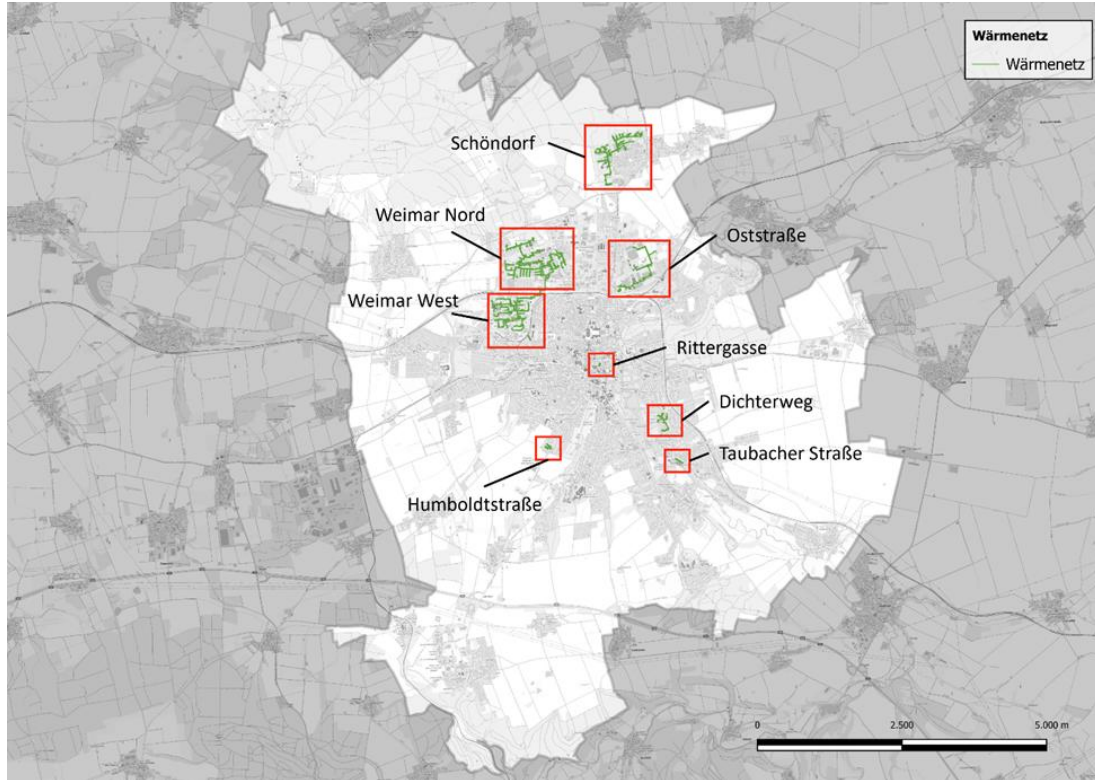 Wärmenetz
Wärmenetz
Schöndorf
Weimar Nord
Oststraße
Weimar West
Rittergasse
Dichterweg
Taubacher Straße
Humboldtstraße
0 2.500 5.000 m